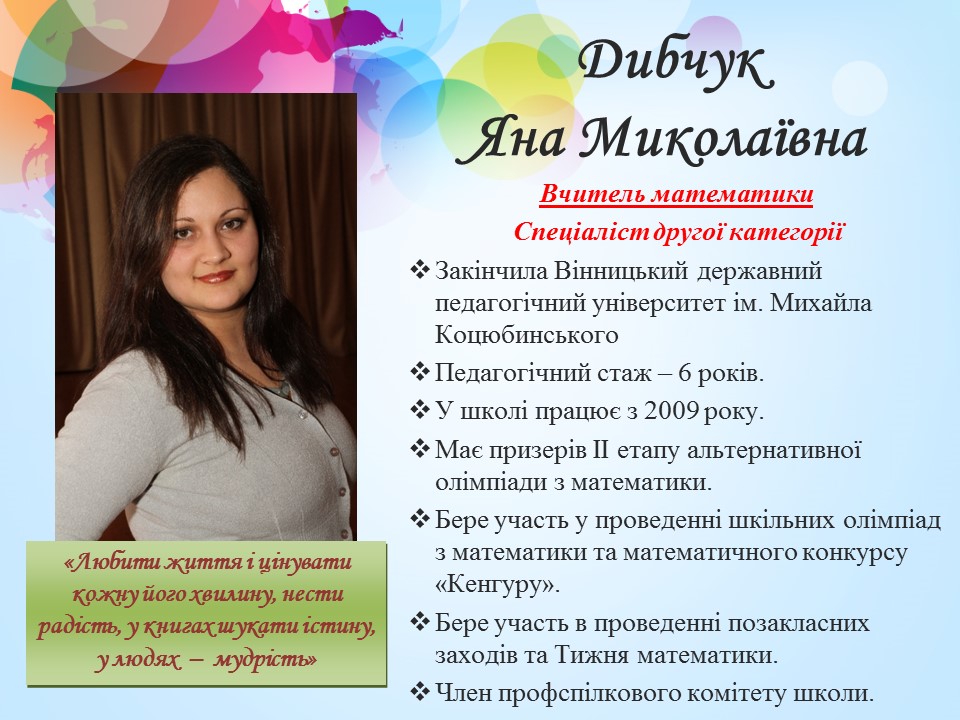 Дибчук
Яна Миколаївна
Вчитель математики
Спеціаліст другої категорії
❖ Закінчила Вінницький державний
педагогічний університет ім. Михайла
Коцюбинського
❖ Педагогічний стаж – 6 років.
❖ У школі працює з 2009 року.
❖ Має призерів ІІ етапу альтернативної
олімпіади з математики.
❖ Бере участь у проведенні шкільних олімпіад
з математики та математичного конкурсу
«Кенгуру».
❖ Бере участь в проведенні позакласних
заходів та Тижня математики.
❖ Член профспілкового комітету школи.
«Любити життя і цінувати
кожну його хвилину, нести
радість, у книгах шукати істину,
у людях – мудрість»